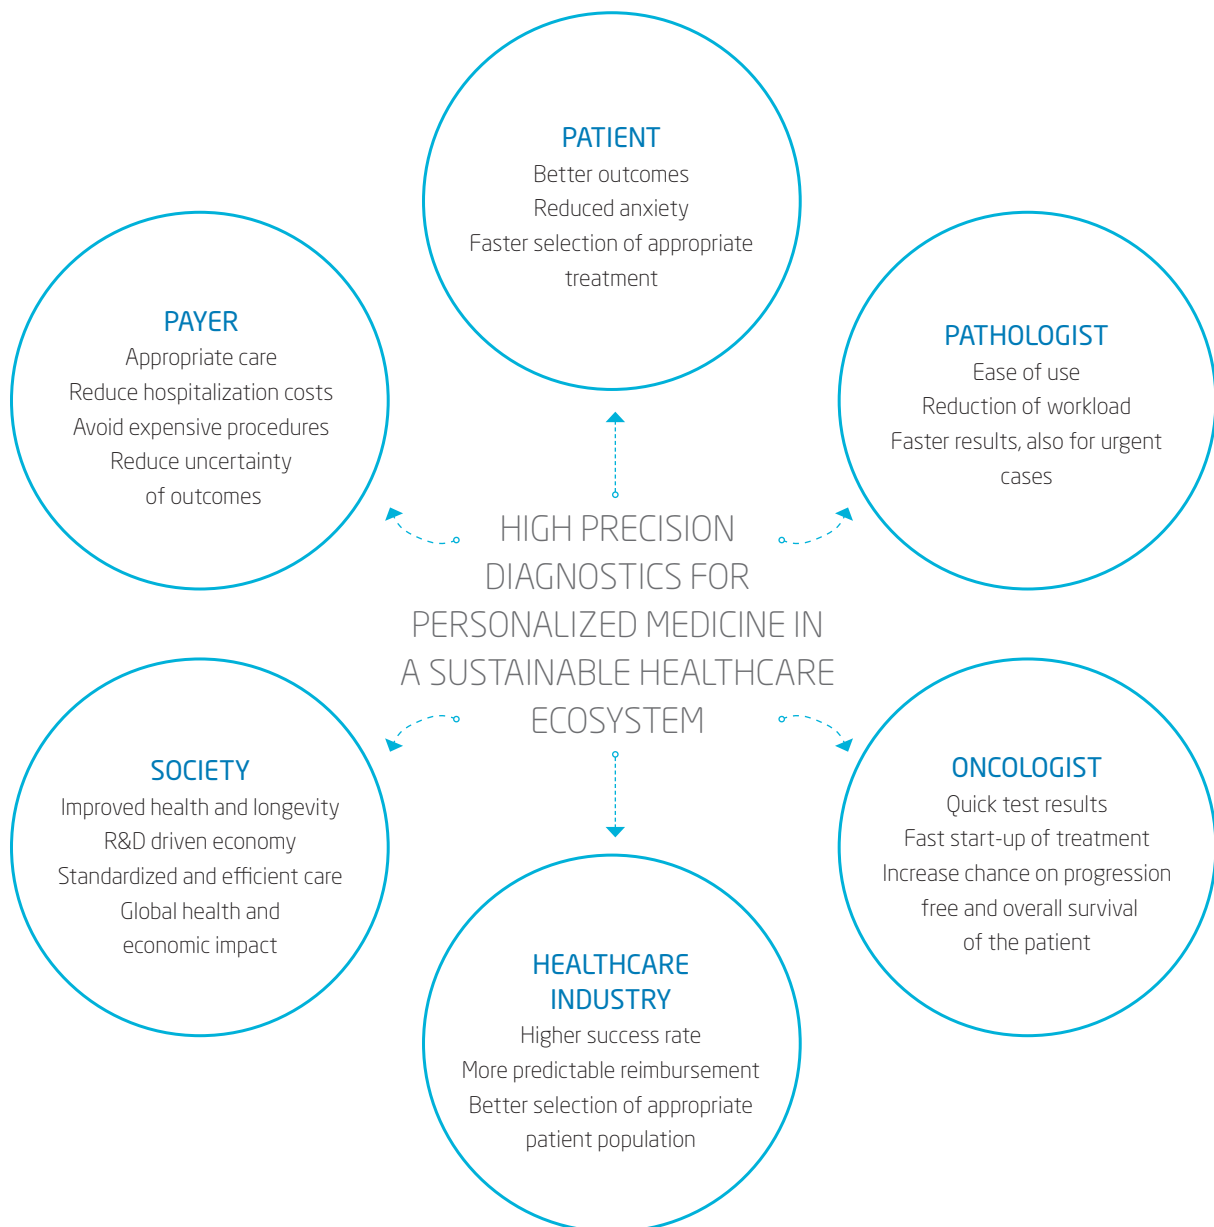 PATIENT
Better outcomes
Reduced anxiety
Faster selection of appropriate
treatment
PAYER
Appropriate care
Reduce hospitalization costs
Avoid expensive procedures
Reduce uncertainty
of outcomes
PATHOLOGIST
Ease of use
Reduction of workload
Faster results, also for urgent
cases
HIGH PRECISION
DIAGNOSTICS FOR
PERSONALIZED MEDICINE IN
A SUSTAINABLE HEALTHCARE
ECOSYSTEM
SOCIETY
Improved health and longevity
R&D driven economy
Standardized and efficient care
Global health and
economic impact
ONCOLOGIST
Quick test results
Fast start-up of treatment
Increase chance on progression
free and overall survival
of the patient
HEALTHCARE
INDUSTRY
Higher success rate
More predictable reimbursement
Better selection of appropriate
patient population